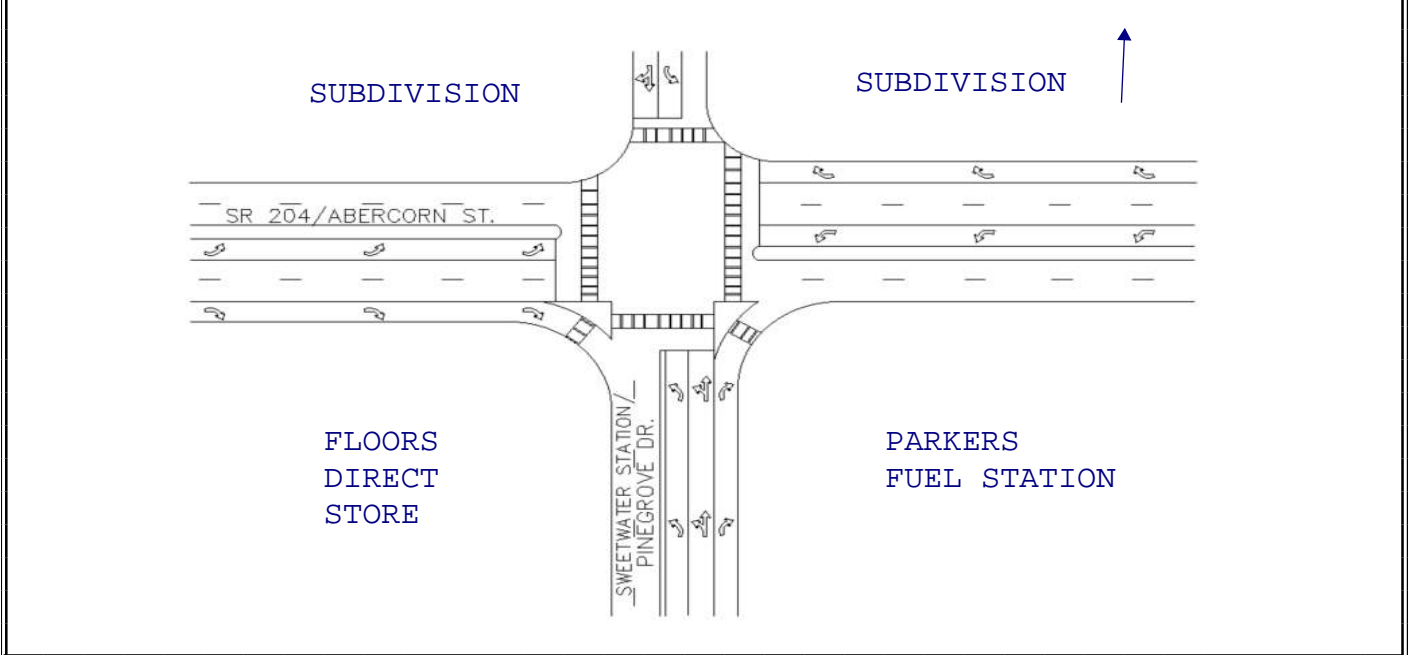 SUBDIVISION
SUBDIVISION
SR 204/ABERCORN ST.
FLOORS
DIRECT
STORE
SWEETWATER STATION/
PINEGROVE DR.
PARKERS
FUEL STATION